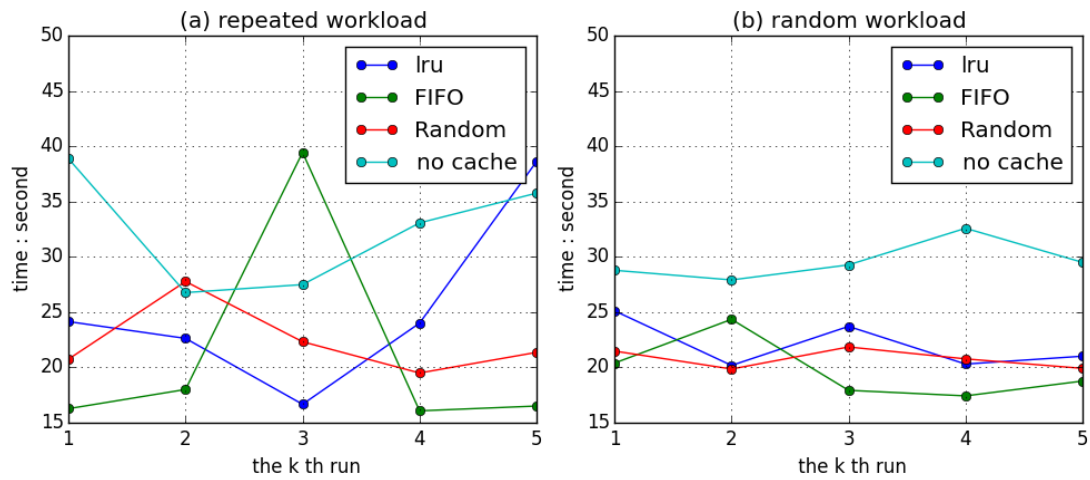 (a) repeated workload
50
45
40
35
30
25
20
15
time : second
1 2 3 4 5
the k th run
lru
FIFO
Random
no cache
(b) random workload
50
45
40
35
30
25
20
15
time : second
1 2 3 4 5
the k th run
lru
FIFO
Random
no cache